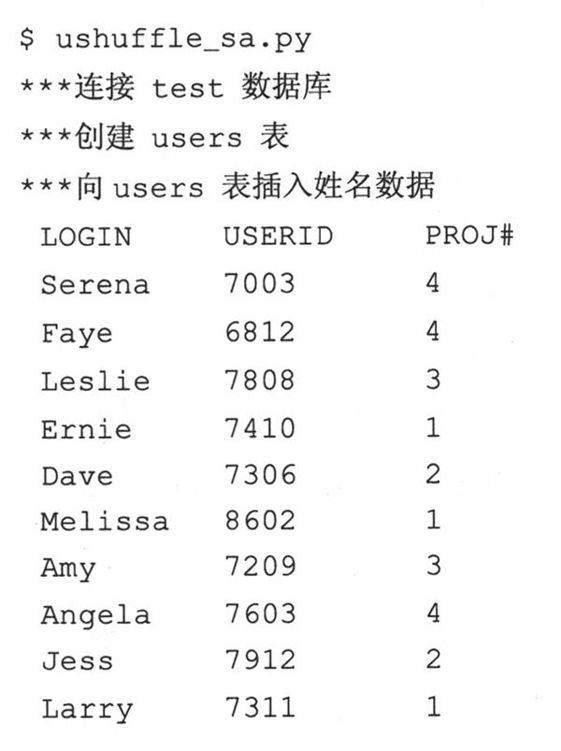 $ ushuffle_sa.py
***连接 test 数据库
***创建 users 表
***向 users 表插入姓名数据
LOGIN USERID PROJ#
Serena 7003 4
Faye 6812 4
Leslie 7808 3
Ernie 7410 1
Dave 7306 2
Melissa 8602 1
Amy 7209 3
Angela 7603 4
Jess 7912 2
Larry 7311 1